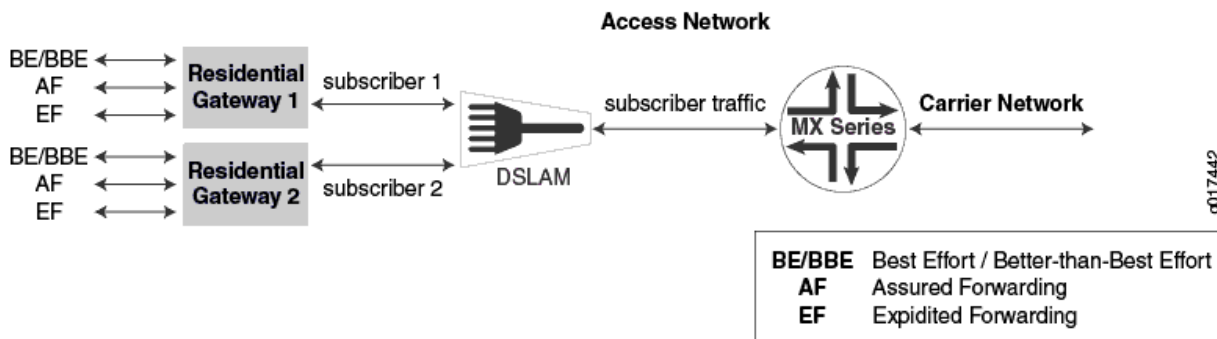 Access Network
BE/BBE
AF
EF
Residential
Gateway 1
subscriber 1
BE/BBE
AF
EF
Residential
Gateway 2
subscriber 2
DSLAM
subscriber traffic
MX Series
Carrier Network
g017442
BE/BBE Best Effort / Better-than-Best Effort
AF Assured Forwarding
EF Expidited Forwarding